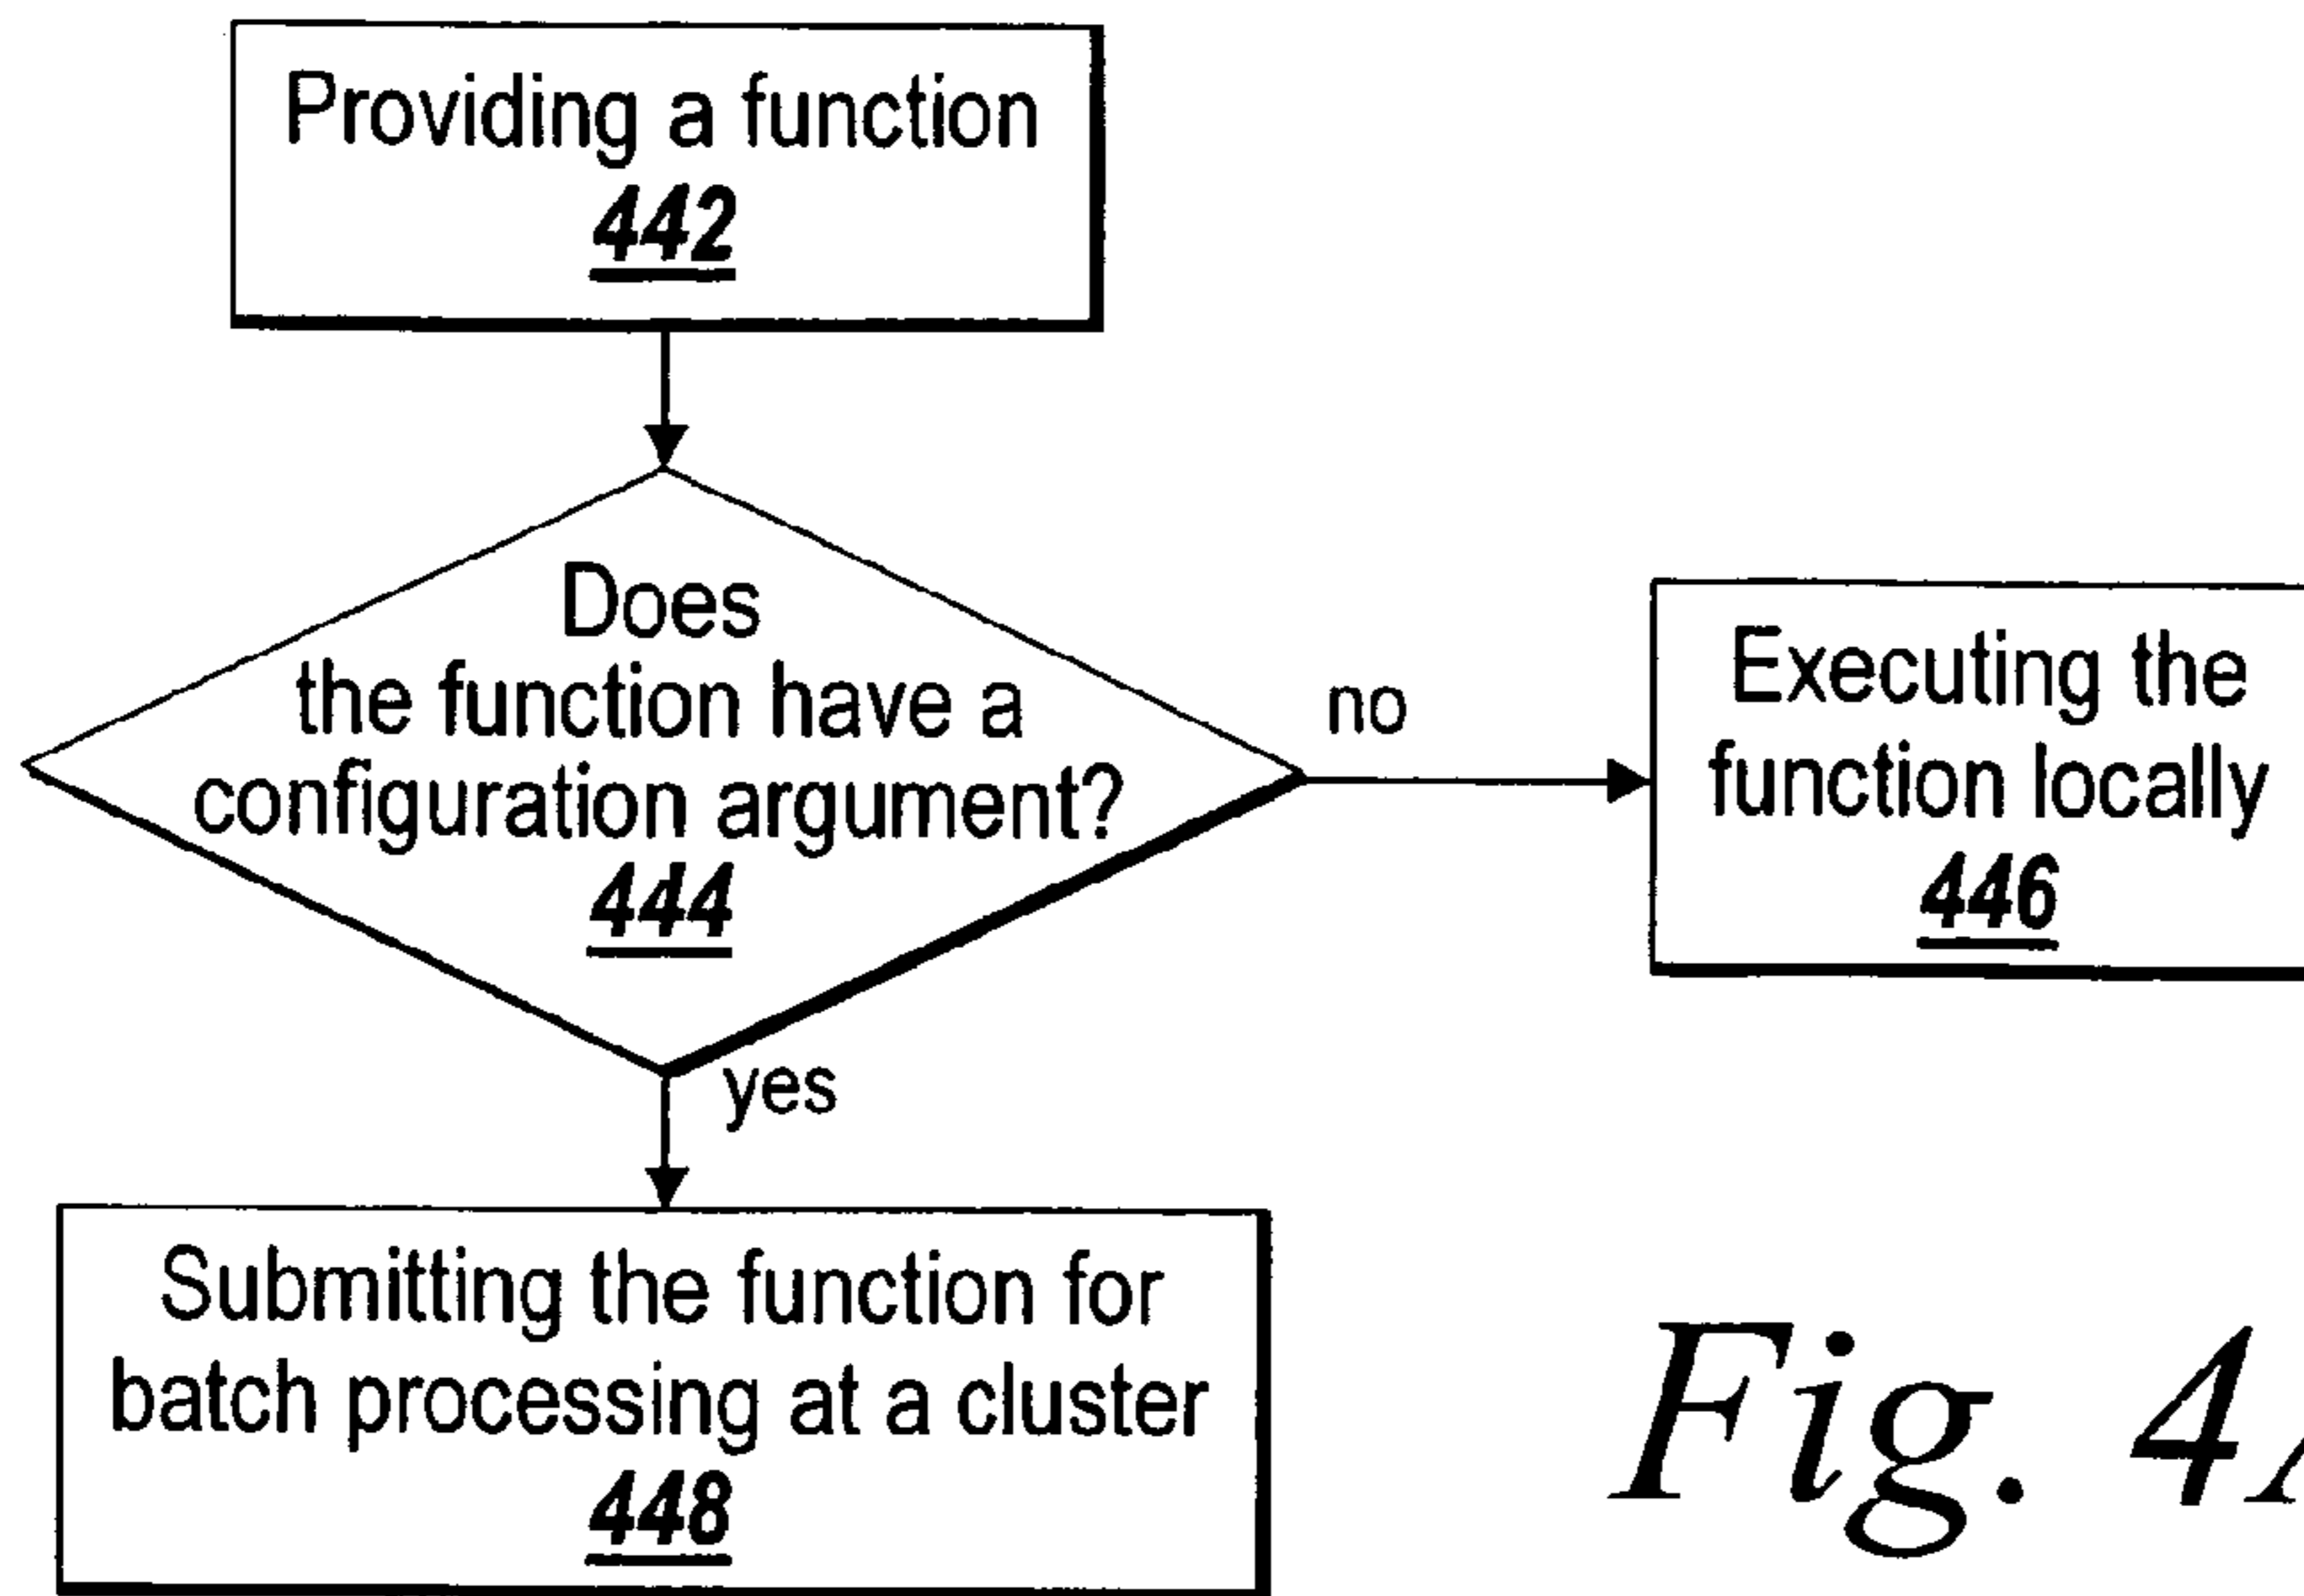 Providing a function
442
Does
the function have a
configuration argument?
444
no
Executing the
function locally
446
yes
Submitting the function for
batch processing at a cluster
448
Fig.